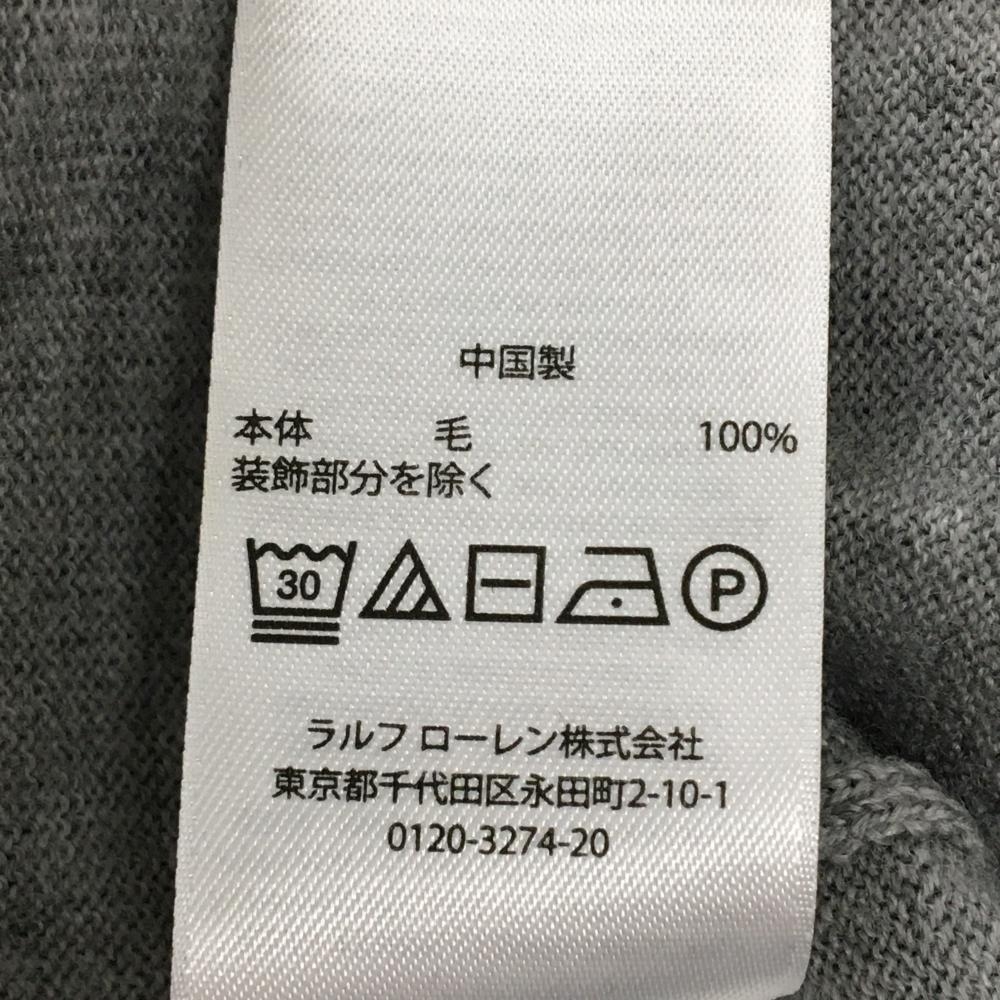 中国製
本体 毛 100%
装飾部分を除く
30 P
ラルフ ローレン株式会社
東京都千代田区永田町2-10-1
0120-3274-20